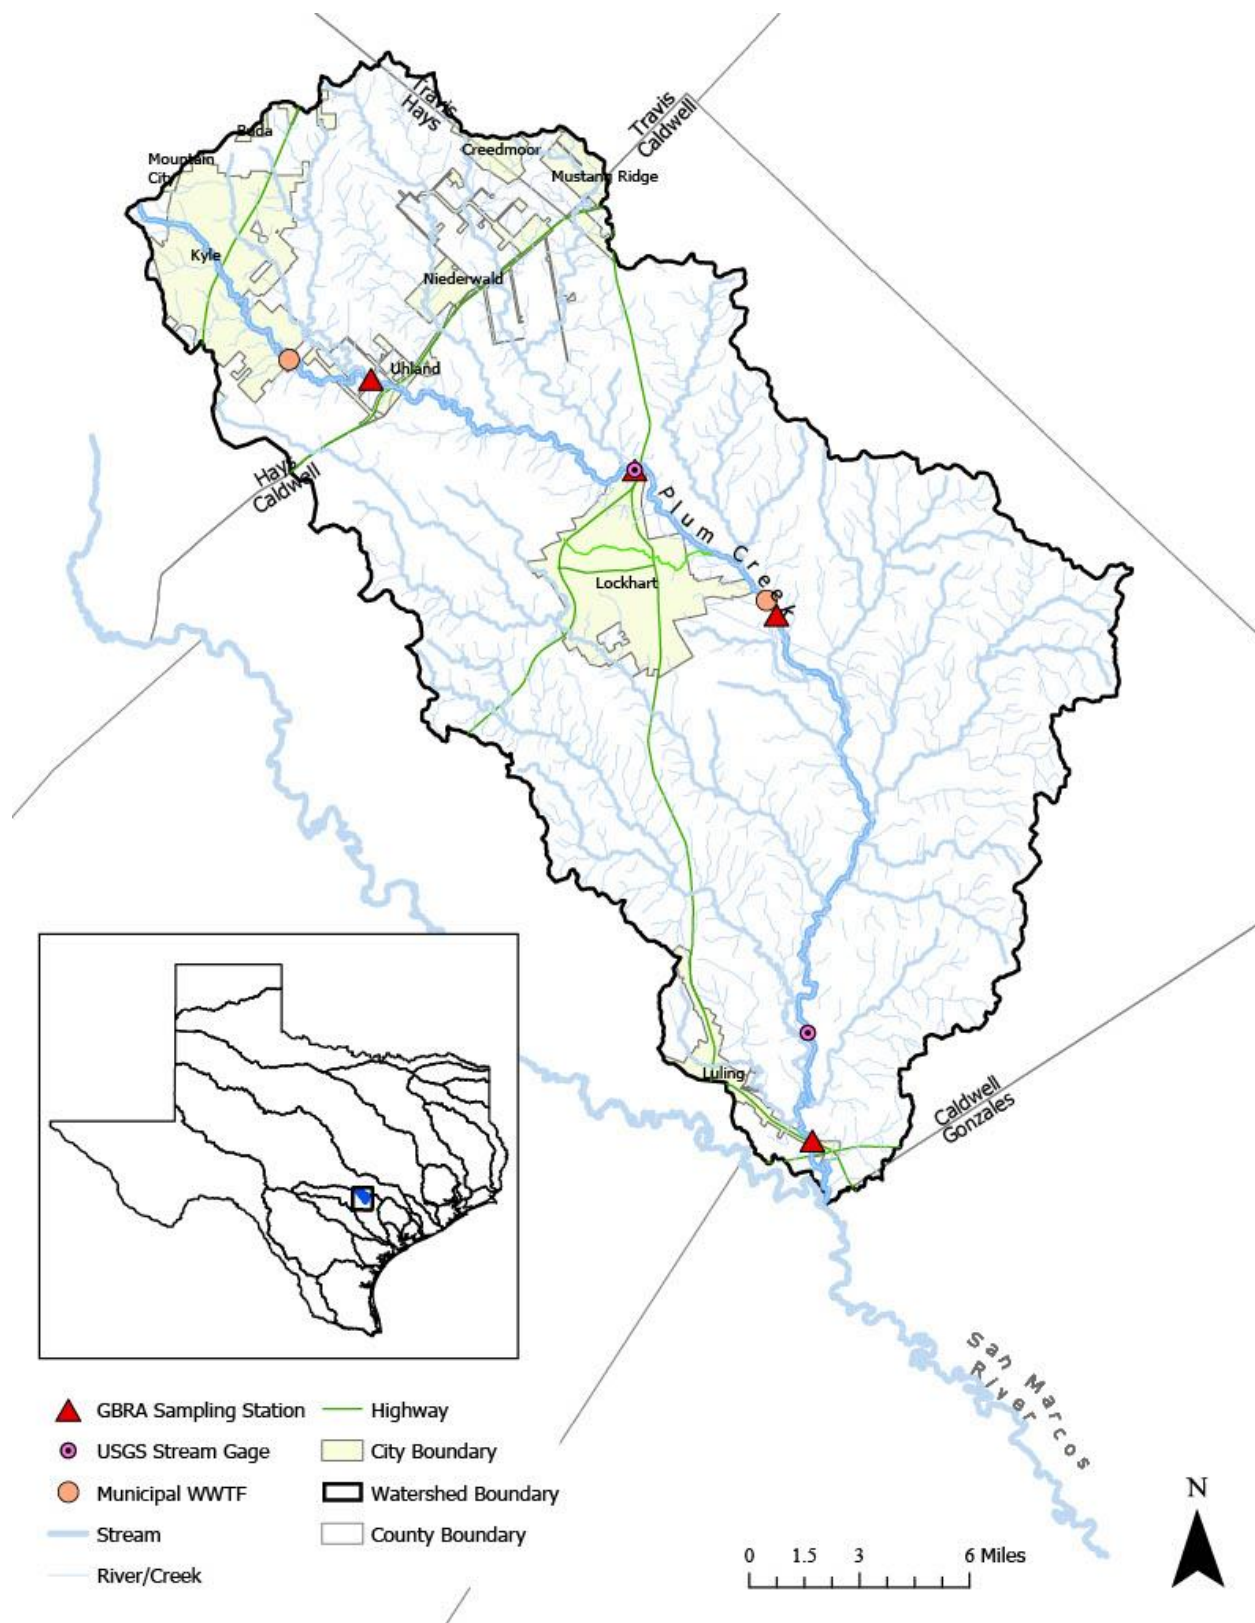 Travis
Hays
Travis
Caldwell
Buda
Creedmoor
Mountain
City
Mustang Ridge
Kyle
Niederwald
Uhland
Hays
Caldwell
Plum Creek
Lockhart
Luling
Caldwell
Gonzales
San Marcos
River
GBRA Sampling Station
Highway
USGS Stream Gage
City Boundary
Municipal WWTF
Watershed Boundary
Stream
County Boundary
River/Creek
N
0 1.5 3 6 Miles